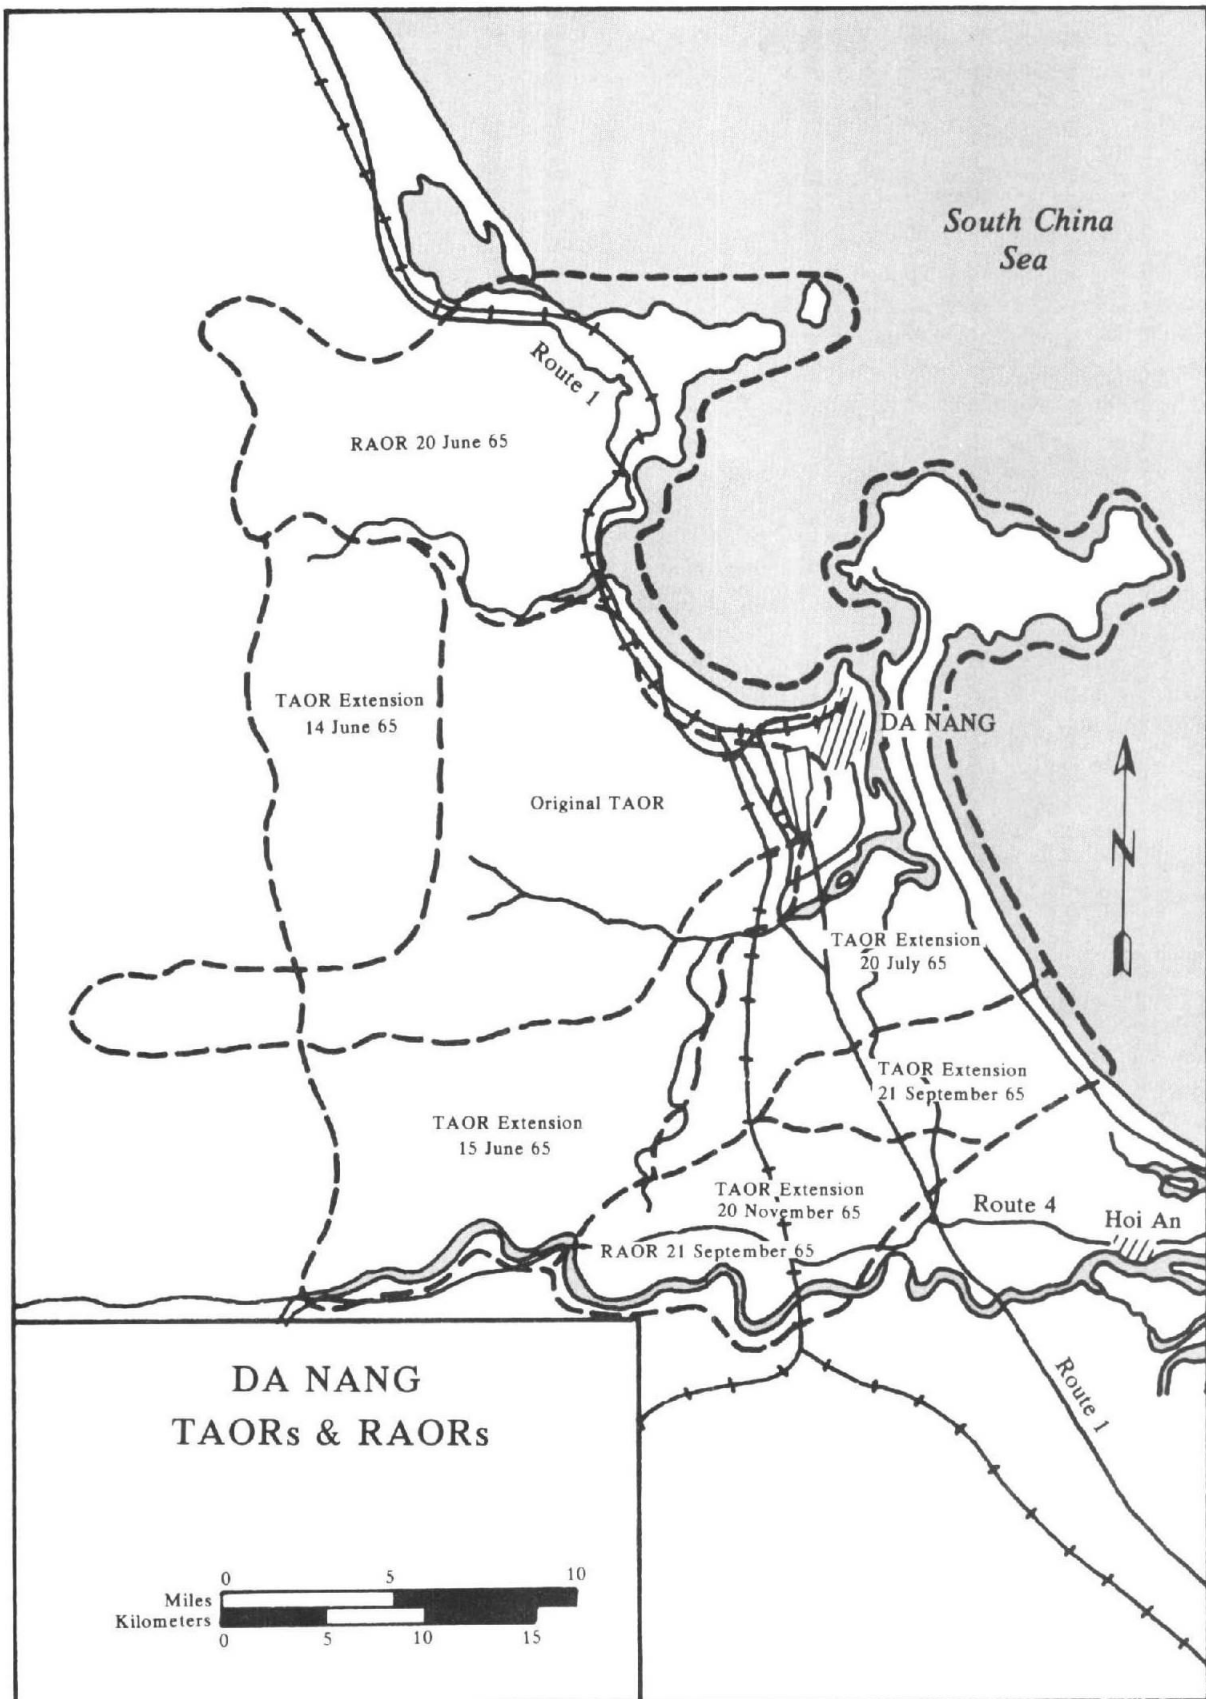 South China
Sea
Route 1
RAOR 20 June 65
TAOR Extension
14 June 65
DA NANG
Original TAOR
N
TAOR Extension
20 July 65
TAOR Extension
21 September 65
TAOR Extension
15 June 65
TAOR Extension
20 November 65
Route 4
Hoi An
RAOR 21 September 65
Route 1
DA NANG
TAORs & RAORs
0 5 10
Miles
Kilometers
0 5 10 15